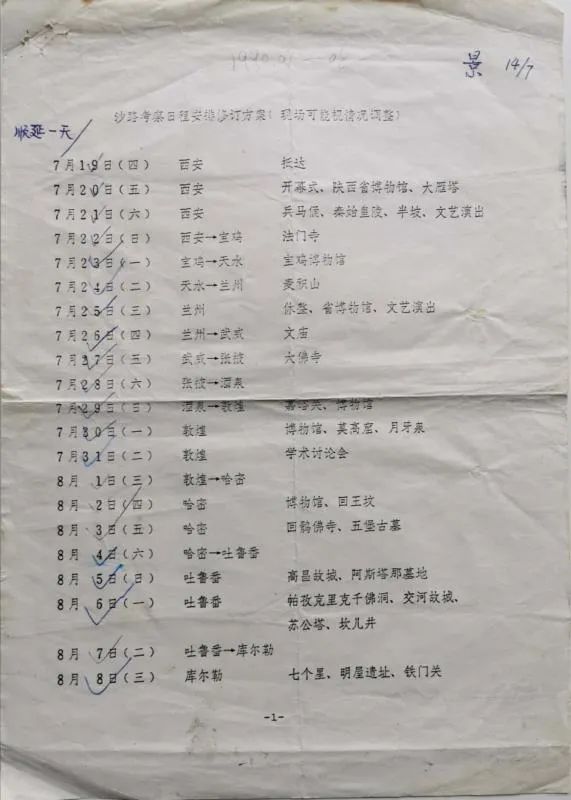 景 14/7
沙路考察日程安排修订方案(现场可能视情况调整)
顺延一天
7月19日(四) 西安 抵达
7月20日(五) 西安 开幕式、陕西省博物馆、大雁塔
7月21日(六) 西安 兵马俑、秦始皇陵、半坡、文艺演出
7月22日(日) 西安→宝鸡 法门寺
7月23日(一) 宝鸡→天水 宝鸡博物馆
7月24日(二) 天水→兰州 麦积山
7月25日(三) 兰州 休整、省博物馆、文艺演出
7月26日(四) 兰州→武威 文庙
7月27日(五) 武威→张掖 大佛寺
7月28日(六) 张掖→酒泉
7月29日(日) 酒泉→敦煌 嘉峪关、博物馆
7月30日(一) 敦煌 博物馆、莫高窟、月牙泉
7月31日(二) 敦煌 学术讨论会
8月 1日(三) 敦煌→哈密
8月 2日(四) 哈密 博物馆、回王坟
8月 3日(五) 哈密 回鹘佛寺、五堡古墓
8月 4日(六) 哈密→吐鲁番
8月 5日(日) 吐鲁番 高昌故城、阿斯塔那墓地
8月 6日(一) 吐鲁番 帕孜克里克千佛洞、交河故城、
苏公塔、坎儿井
8月 7日(二) 吐鲁番→库尔勒
8月 8日(三) 库尔勒 七个里、明屋遗址、铁门关
-1-